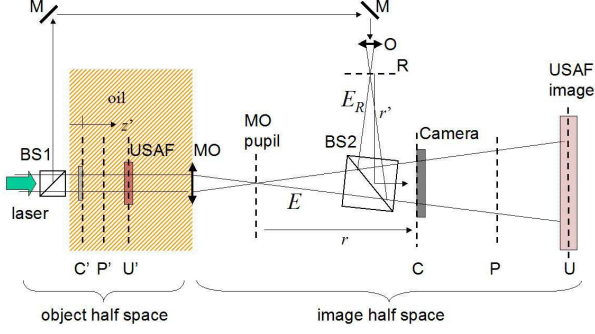 M
M
O
R
oil
z'
E_R
r'
USAF
image
BS1
USAF
MO
MO
pupil
BS2
Camera
laser
E
r
C'
P'
U'
C
P
U
object half space
image half space